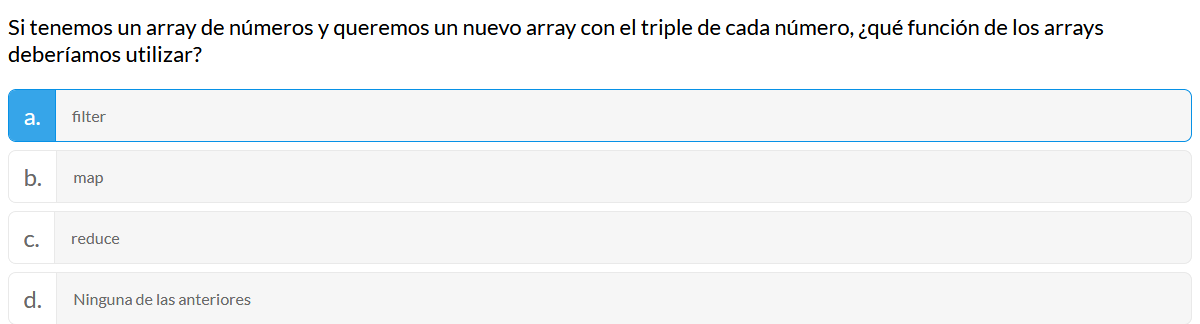 Si tenemos un array de números y queremos un nuevo array con el triple de cada número, ¿qué función de los arrays
deberíamos utilizar?
a. filter
b. map
c. reduce
d. Ninguna de las anteriores